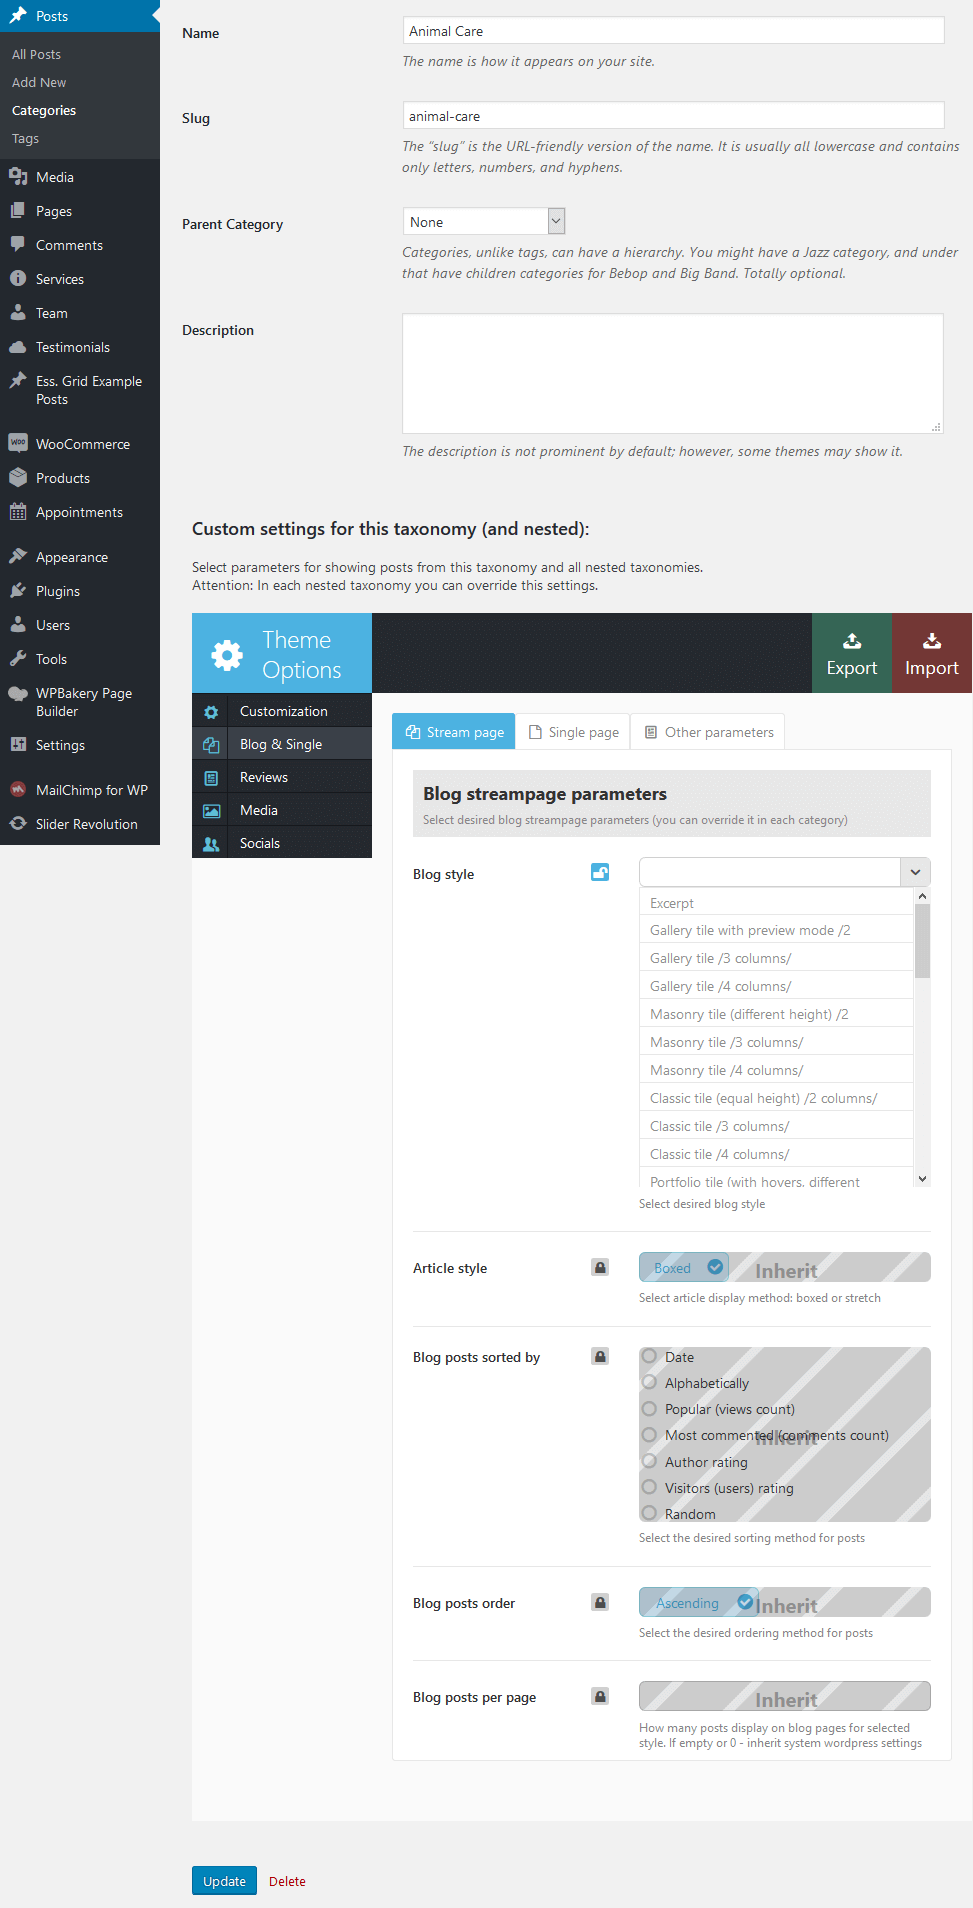 Posts
All Posts
Add New
Categories
Tags
Media
Pages
Comments
Services
Team
Testimonials
Ess. Grid Example
Posts
WooCommerce
Products
Appointments
Appearance
Plugins
Users
Tools
WPBakery Page
Builder
Settings
MailChimp for WP
Slider Revolution
Name
Animal Care
The name is how it appears on your site.
Slug
animal-care
The “slug” is the URL-friendly version of the name. It is usually all lowercase and contains
only letters, numbers, and hyphens.
Parent Category
None
Categories, unlike tags, can have a hierarchy. You might have a Jazz category, and under
that have children categories for Bebop and Big Band. Totally optional.
Description
The description is not prominent by default; however, some themes may show it.
Custom settings for this taxonomy (and nested):
Select parameters for showing posts from this taxonomy and all nested taxonomies.
Attention: In each nested taxonomy you can override this settings.
Theme
Options
Export
Import
Customization
Blog & Single
Reviews
Media
Socials
Stream page
Single page
Other parameters
Blog streampage parameters
Select desired blog streampage parameters (you can override it in each category)
Blog style
Excerpt
Gallery tile with preview mode /2
Gallery tile /3 columns/
Gallery tile /4 columns/
Masonry tile (different height) /2
Masonry tile /3 columns/
Masonry tile /4 columns/
Classic tile (equal height) /2 columns/
Classic tile /3 columns/
Classic tile /4 columns/
Portfolio tile (with hovers, different
Select desired blog style
Article style
Boxed
Inherit
Select article display method: boxed or stretch
Blog posts sorted by
Date
Alphabetically
Popular (views count)
Most commented (comments count)
Inherit
Author rating
Visitors (users) rating
Random
Select the desired sorting method for posts
Blog posts order
Ascending
Inherit
Select the desired ordering method for posts
Blog posts per page
Inherit
How many posts display on blog pages for selected
style. If empty or 0 - inherit system wordpress settings
Update
Delete